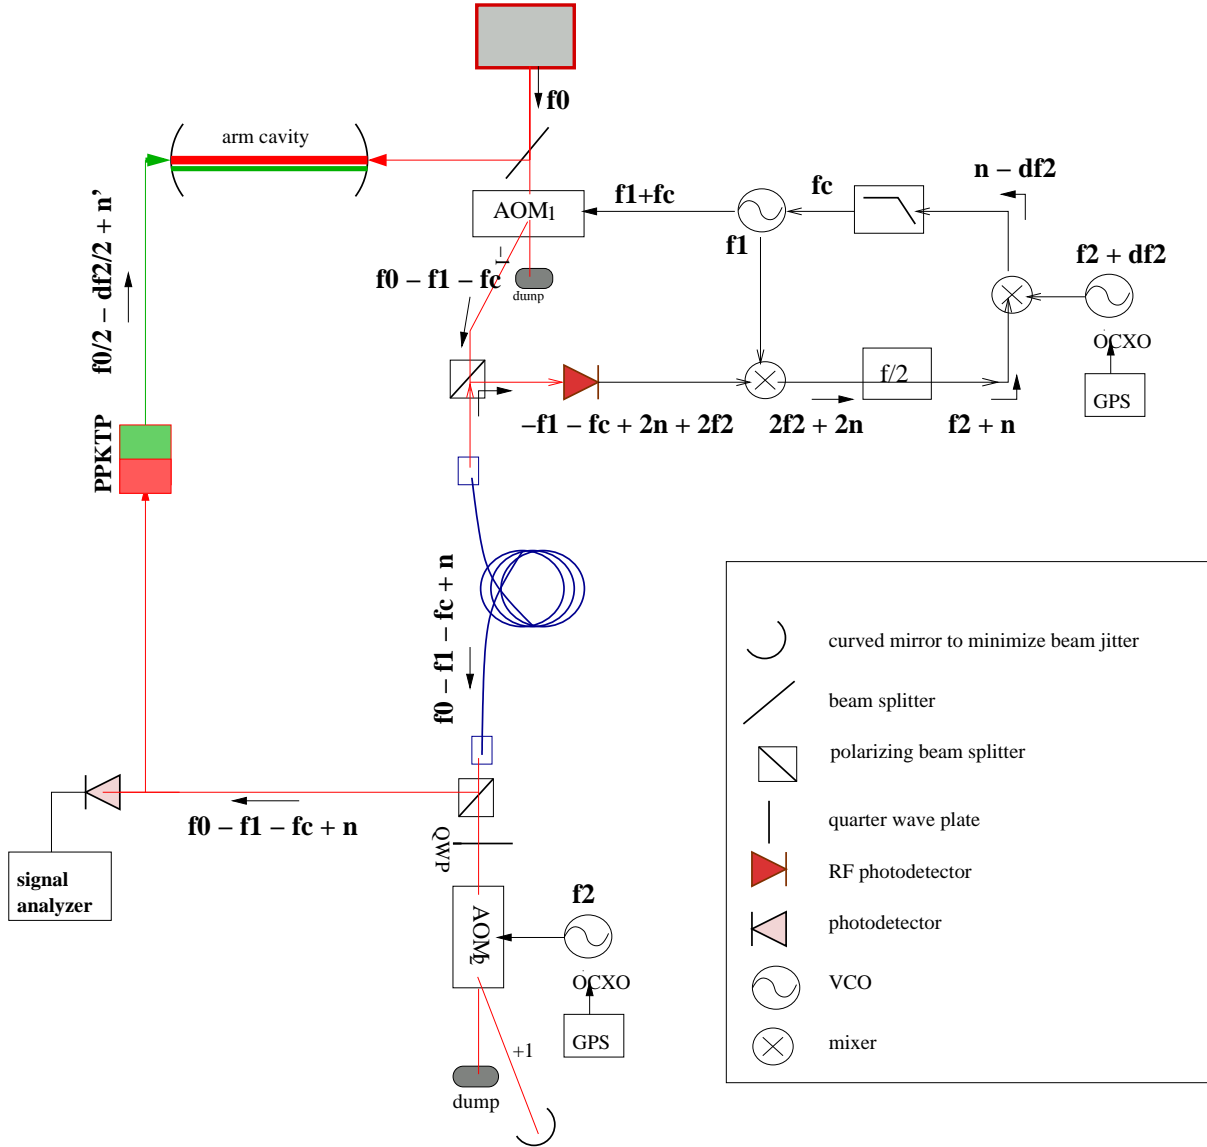 f0
arm cavity
n − df2
fc
f1+fc
AOM1
f1
f2 + df2
−1
f0 − f1 − fc
dump
OCXO
GPS
f/2
−f1 − fc + 2n + 2f2
2f2 + 2n
f2 + n
f0/2 − df2/2 + n’
PPKTP
f0 − f1 − fc + n
f0 − f1 − fc + n
QWP
signal
analyzer
AOM2
f2
OCXO
GPS
+1
dump
curved mirror to minimize beam jitter
beam splitter
polarizing beam splitter
quarter wave plate
RF photodetector
photodetector
VCO
mixer